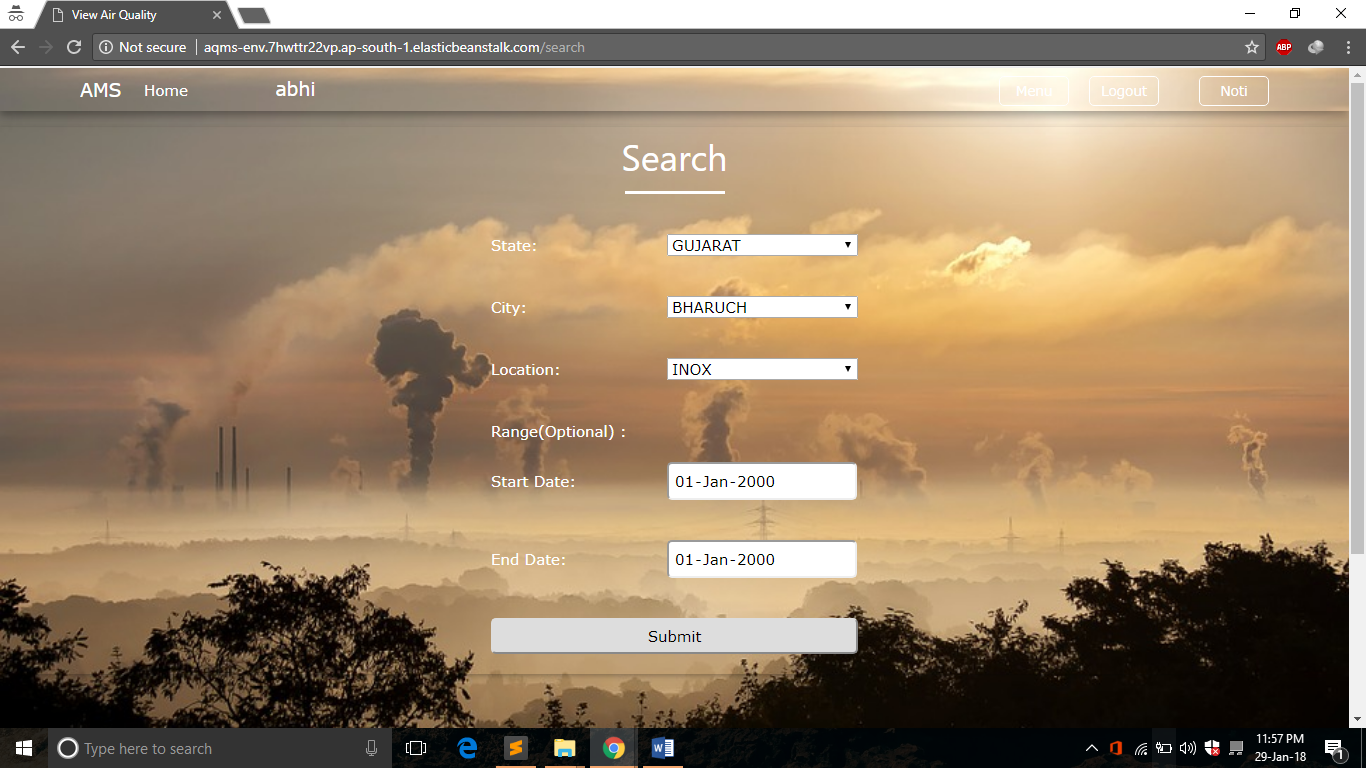 View Air Quality
Not secure aqms-env.7hwttr22vp.ap-south-1.elasticbeanstalk.com/search
ABP
AMS Home abhi Menu Logout Noti
Search
State: GUJARAT
City: BHARUCH
Location: INOX
Range(Optional) :
Start Date: 01-Jan-2000
End Date: 01-Jan-2000
Submit
Type here to search
11:57 PM
29-Jan-18
1